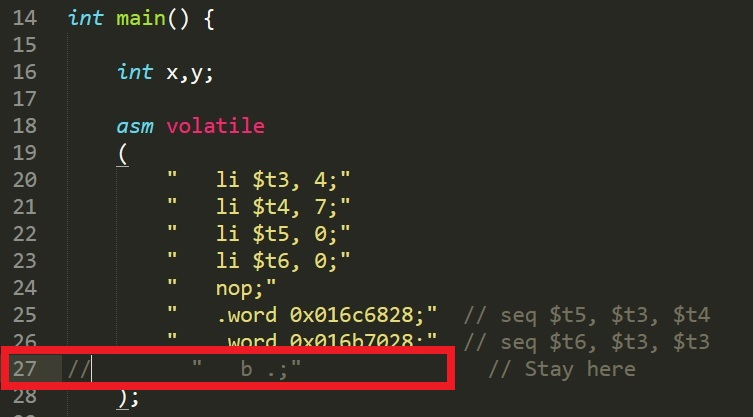 14 int main() {
15
16 int x,y;
17
18 asm volatile
19 (
20 "   li $t3, 4;"
21 "   li $t4, 7;"
22 "   li $t5, 0;"
23 "   li $t6, 0;"
24 "   nop;"
25 "   .word 0x016c6828;"  // seq $t5, $t3, $t4
26 "   .word 0x016b7028;"  // seq $t6, $t3, $t3
27 //        "   b .;"               // Stay here
28 );